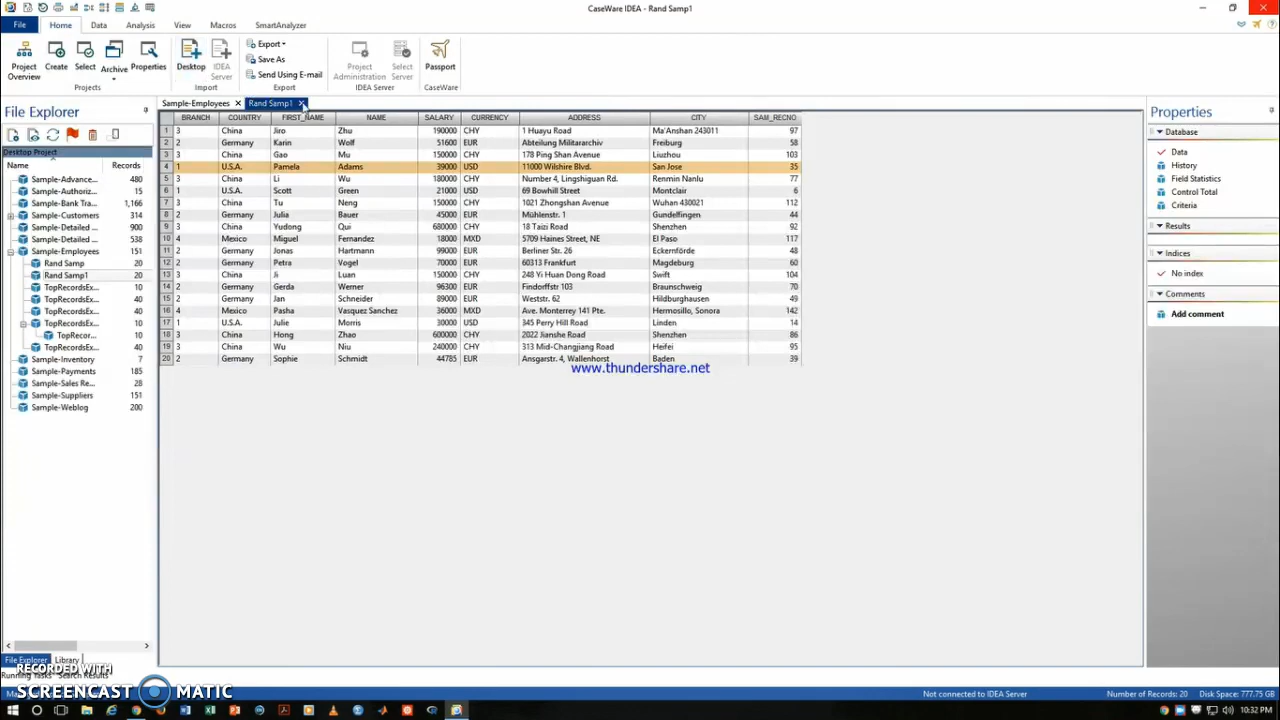 CaseWare IDEA - Rand Samp1
File Home Data Analysis View Macros SmartAnalyzer
Project Overview
Create
Select
Archive
Properties
Projects
Desktop
IDEA Server
Import
Export
Save As
Send Using E-mail
Export
Project Administration
Select Server
IDEA Server
Passport
CaseWare
File Explorer
Desktop Project
Name Records
Sample-Advance... 480
Sample-Authoriz... 15
Sample-Bank Tra... 1,166
Sample-Customers 314
Sample-Detailed ... 900
Sample-Detailed ... 538
Sample-Employees 151
Rand Samp 20
Rand Samp1 20
TopRecordsEx... 10
TopRecordsEx... 40
TopRecordsEx... 40
TopRecordsEx... 10
TopRecor... 10
TopRecordsEx... 40
Sample-Inventory 7
Sample-Payments 185
Sample-Sales Re... 28
Sample-Suppliers 151
Sample-Weblog 200
File Explorer Library
Running Tasks Search Results
Sample-Employees Rand Samp1
BRANCH COUNTRY FIRST_NAME NAME SALARY CURRENCY ADDRESS CITY SAM_RECNO
1 3 China Jiro Zhu 190000 CHY 1 Huayu Road Ma'Anshan 243011 97
2 2 Germany Karin Wolf 51600 EUR Abteilung Militararchiv Freiburg 58
3 3 China Gao Mu 150000 CHY 178 Ping Shan Avenue Liuzhou 103
4 1 U.S.A. Pamela Adams 39000 USD 11000 Wilshire Blvd. San Jose 35
5 3 China Li Wu 180000 CHY Number 4, Lingshiguan Rd. Renmin Nanlu 77
6 1 U.S.A. Scott Green 21000 USD 69 Bowhill Street Montclair 6
7 3 China Tu Neng 150000 CHY 1021 Zhongshan Avenue Wuhan 430021 112
8 2 Germany Julia Bauer 45000 EUR Mühlenstr. 1 Gundelfingen 44
9 3 China Yudong Qui 680000 CHY 18 Taizi Road Shenzhen 92
10 4 Mexico Miguel Fernandez 18000 MXD 5709 Haines Street, NE El Paso 117
11 2 Germany Jonas Hartmann 99000 EUR Berliner Str. 26 Eckernförde 48
12 2 Germany Petra Vogel 70000 EUR 60313 Frankfurt Magdeburg 60
13 3 China Ji Luan 150000 CHY 248 Yi Huan Dong Road Swift 104
14 2 Germany Gerda Werner 96300 EUR Findorffstr 103 Braunschweig 70
15 2 Germany Jan Schneider 89000 EUR Weststr. 62 Hildburghausen 49
16 4 Mexico Pasha Vasquez Sanchez 36000 MXD Ave. Monterrey 141 Pte. Hermosillo, Sonora 142
17 1 U.S.A. Julie Morris 30000 USD 345 Perry Hill Road Linden 14
18 3 China Hong Zhao 600000 CHY 2022 Jianshe Road Shenzhen 86
19 3 China Wu Niu 240000 CHY 313 Mid-Changjiang Road Heifei 95
20 2 Germany Sophie Schmidt 44785 EUR Ansgarstr. 4, Wallenhorst Baden 39
www.thundershare.net
Properties
Database
Data
History
Field Statistics
Control Total
Criteria
Results
Indices
No index
Comments
Add comment
RECORDED WITH
SCREENCAST MATIC
Not connected to IDEA Server Number of Records: 20 Disk Space: 777.75 GB
10:32 PM